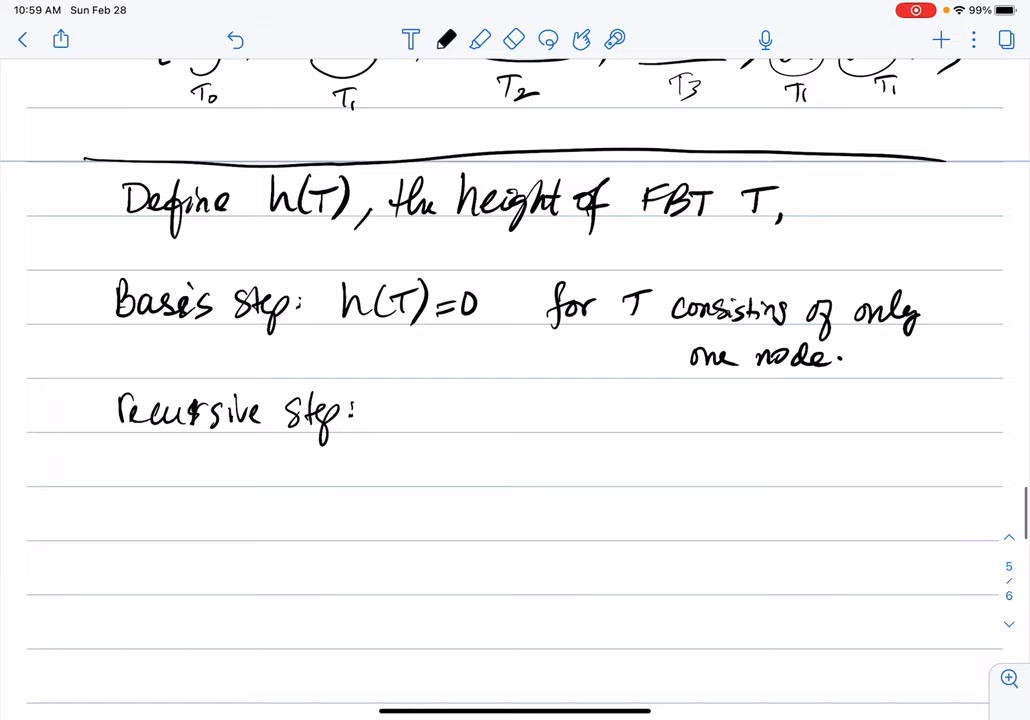 10:59 AM Sun Feb 28
99%
T
T0 T1 T2 T3 T1 T1
Define h(T), the height of FBT T,
Basis step: h(T)=0 for T consisting of only
one node.
recursive step:
5
/
6